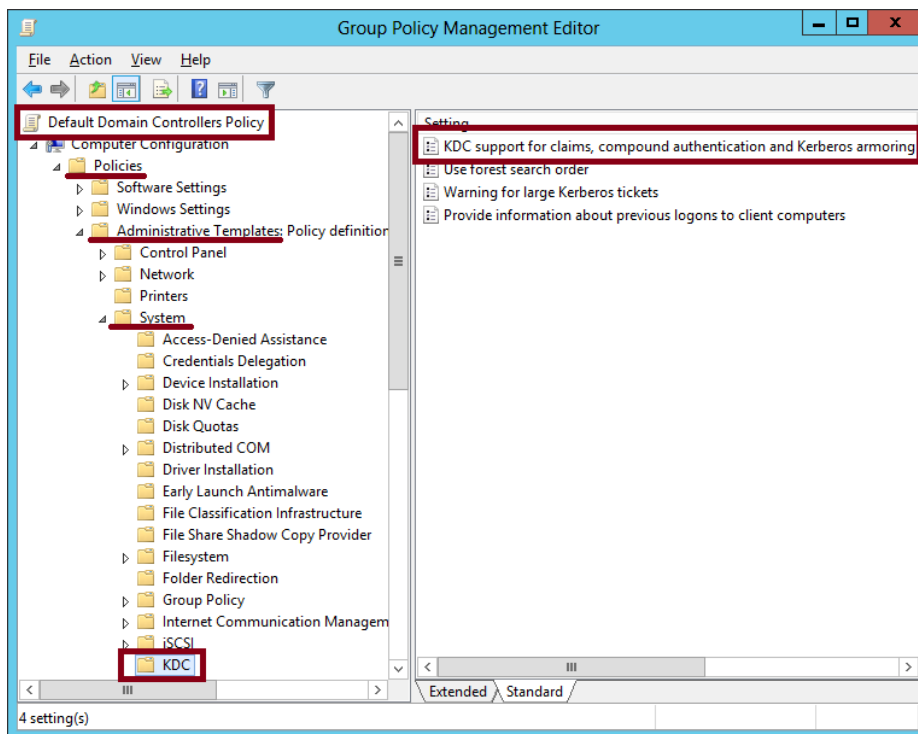 Group Policy Management Editor
File Action View Help
Default Domain Controllers Policy
Computer Configuration
Policies
Software Settings
Windows Settings
Administrative Templates: Policy definition
Control Panel
Network
Printers
System
Access-Denied Assistance
Credentials Delegation
Device Installation
Disk NV Cache
Disk Quotas
Distributed COM
Driver Installation
Early Launch Antimalware
File Classification Infrastructure
File Share Shadow Copy Provider
Filesystem
Folder Redirection
Group Policy
Internet Communication Managem
iSCSI
KDC
Setting
KDC support for claims, compound authentication and Kerberos armoring
Use forest search order
Warning for large Kerberos tickets
Provide information about previous logons to client computers
Extended Standard
4 setting(s)